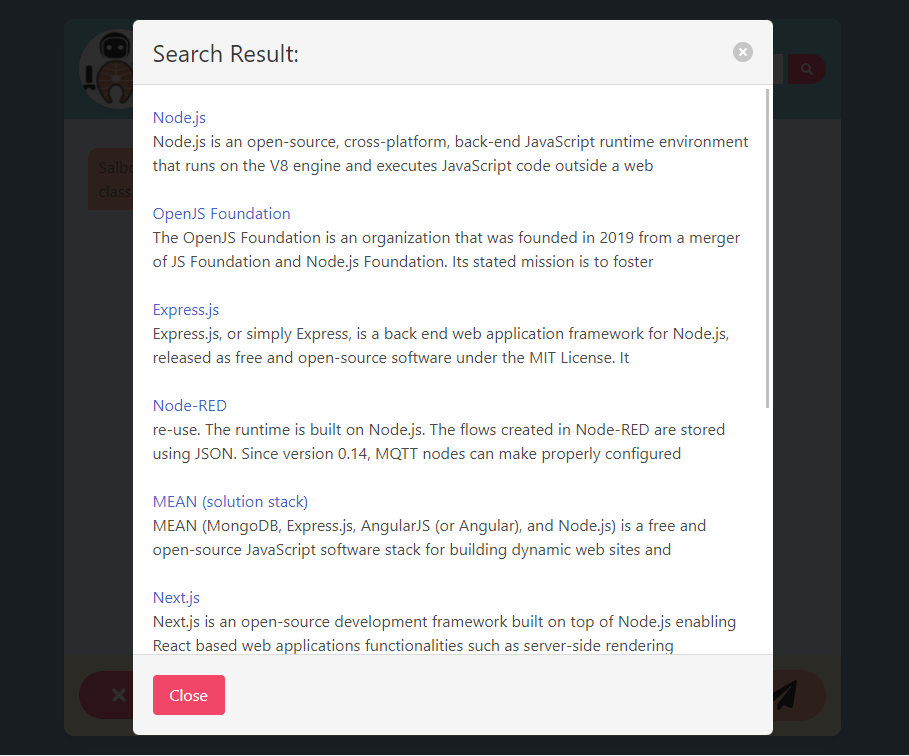 Search Result:
Node.js
Node.js is an open-source, cross-platform, back-end JavaScript runtime environment
that runs on the V8 engine and executes JavaScript code outside a web
OpenJS Foundation
The OpenJS Foundation is an organization that was founded in 2019 from a merger
of JS Foundation and Node.js Foundation. Its stated mission is to foster
Express.js
Express.js, or simply Express, is a back end web application framework for Node.js,
released as free and open-source software under the MIT License. It
Node-RED
re-use. The runtime is built on Node.js. The flows created in Node-RED are stored
using JSON. Since version 0.14, MQTT nodes can make properly configured
MEAN (solution stack)
MEAN (MongoDB, Express.js, AngularJS (or Angular), and Node.js) is a free and
open-source JavaScript software stack for building dynamic web sites and
Next.js
Next.js is an open-source development framework built on top of Node.js enabling
React based web applications functionalities such as server-side rendering
Close